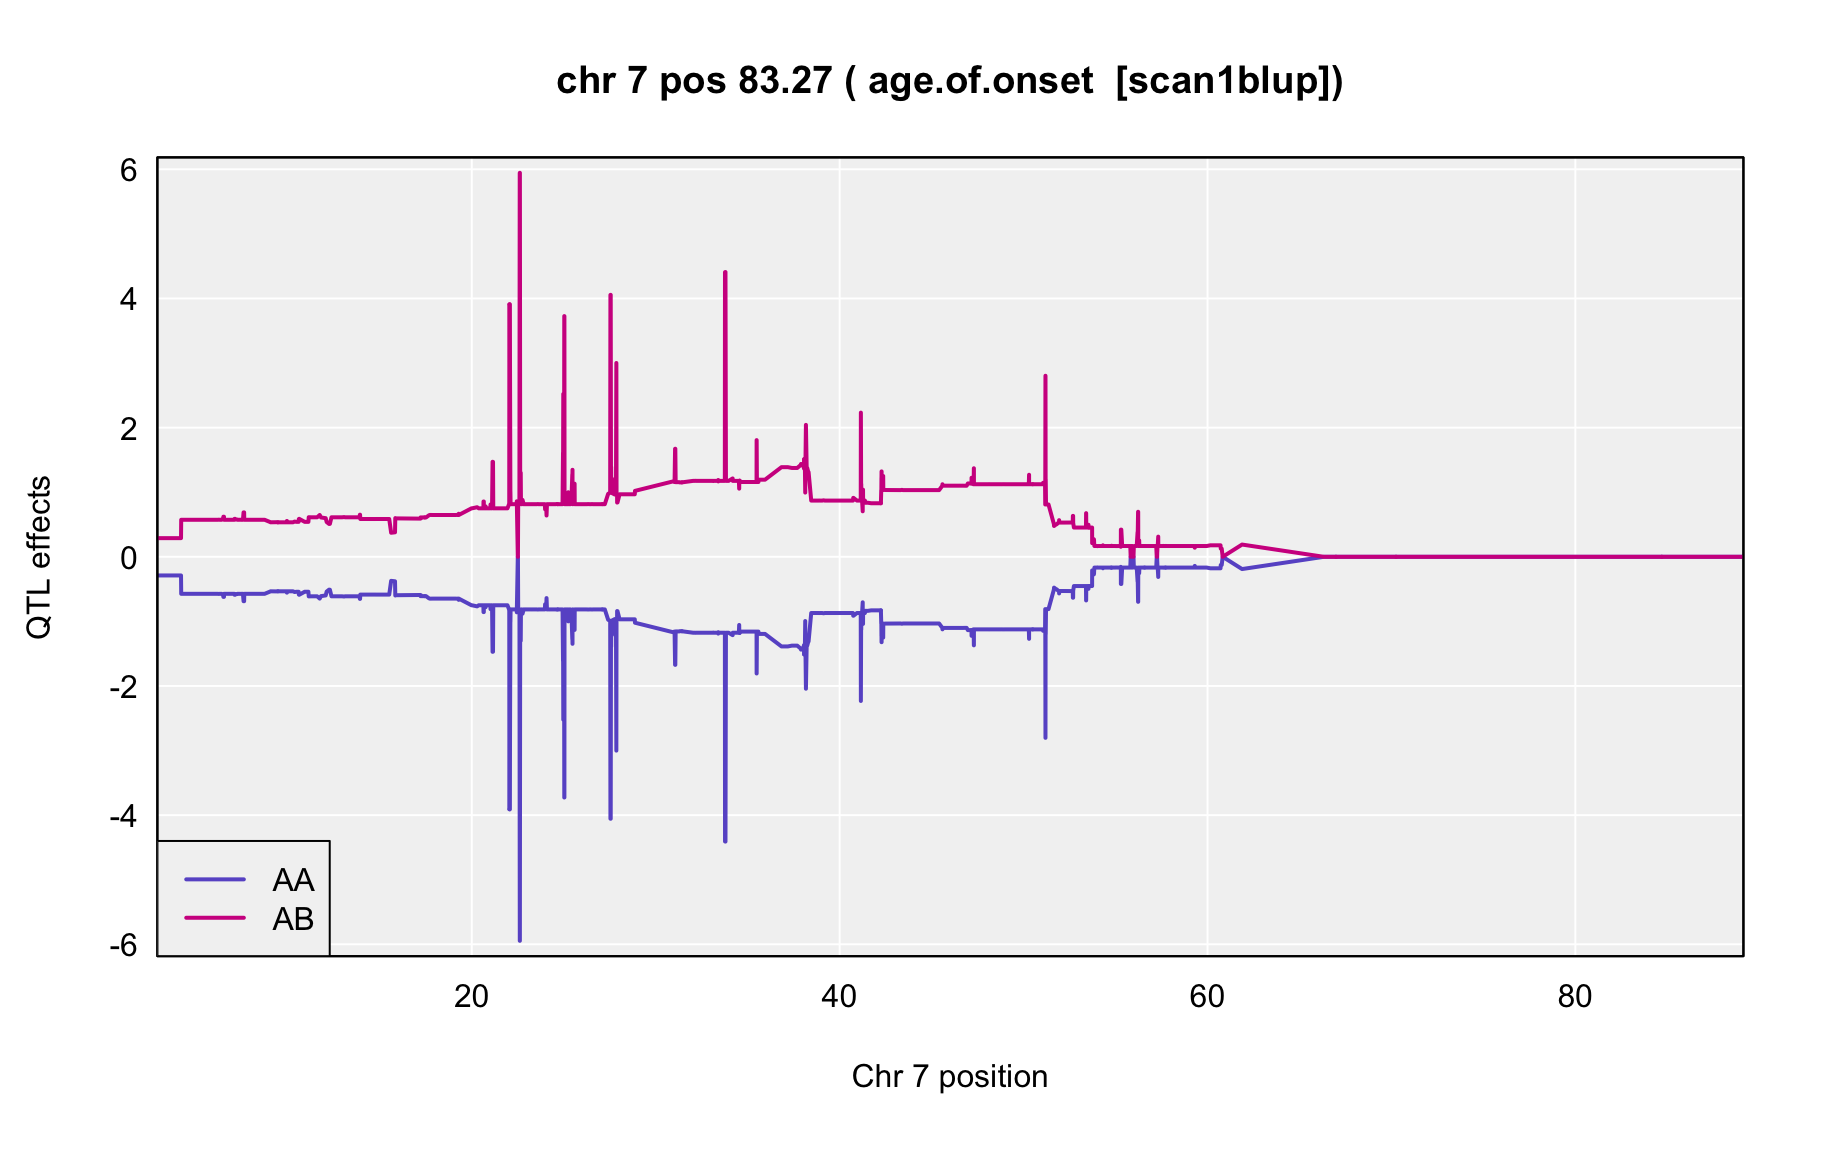 chr 7 pos 83.27 ( age.of.onset  [scan1blup])
QTL effects
6
4
2
0
-2
-4
-6
AA
AB
20 40 60 80
Chr 7 position